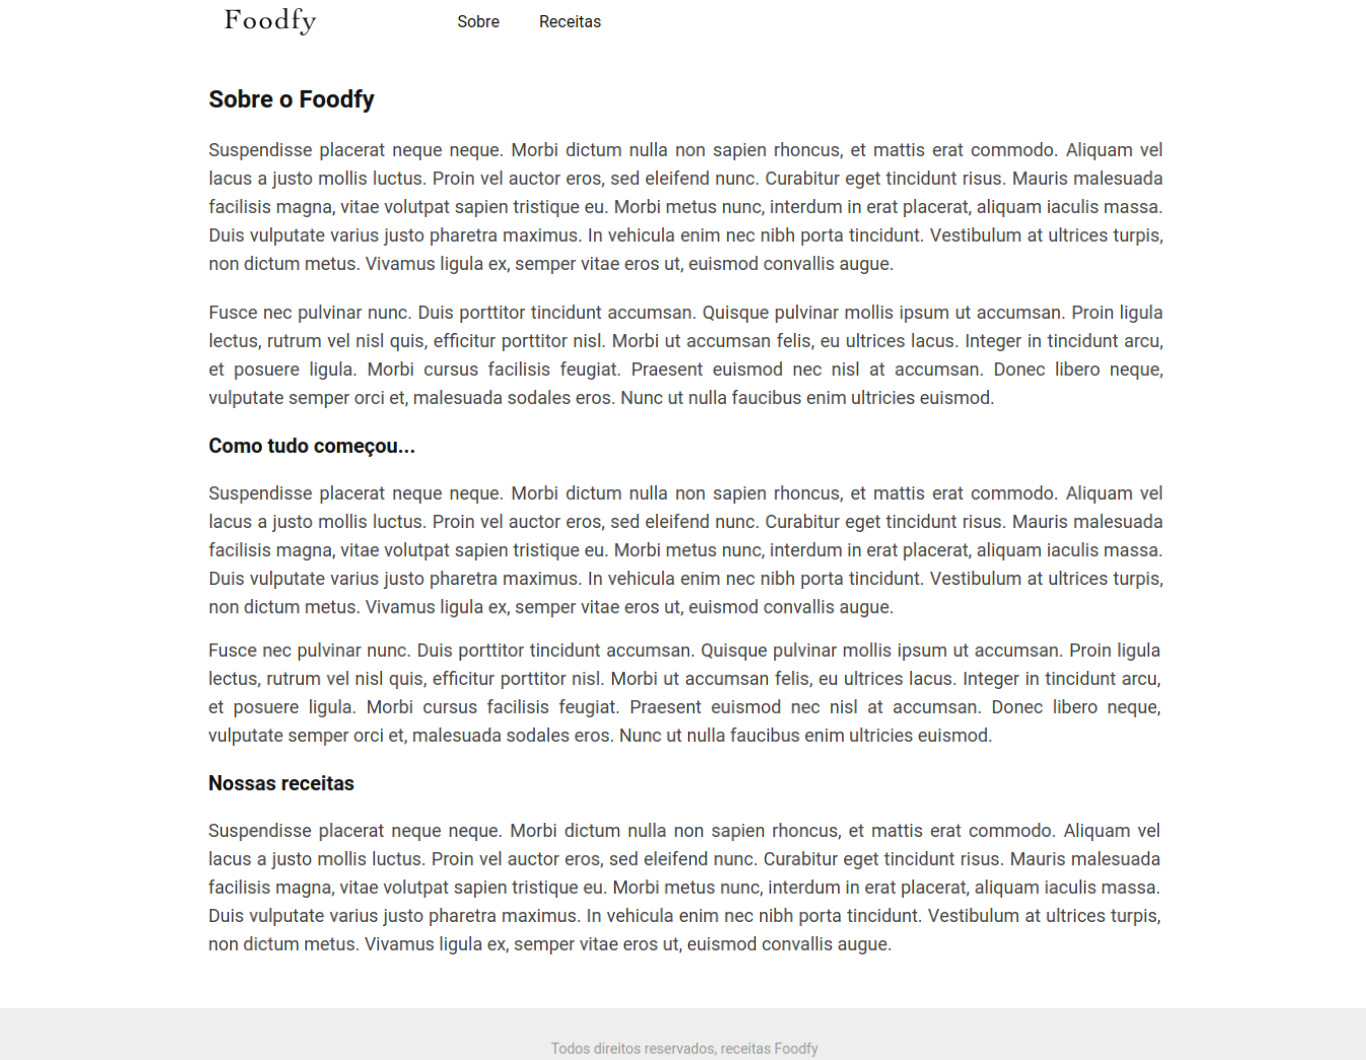 Foodfy
Sobre
Receitas
Sobre o Foodfy
Suspendisse placerat neque neque. Morbi dictum nulla non sapien rhoncus, et mattis erat commodo. Aliquam vel
lacus a justo mollis luctus. Proin vel auctor eros, sed eleifend nunc. Curabitur eget tincidunt risus. Mauris malesuada
facilisis magna, vitae volutpat sapien tristique eu. Morbi metus nunc, interdum in erat placerat, aliquam iaculis massa.
Duis vulputate varius justo pharetra maximus. In vehicula enim nec nibh porta tincidunt. Vestibulum at ultrices turpis,
non dictum metus. Vivamus ligula ex, semper vitae eros ut, euismod convallis augue.
Fusce nec pulvinar nunc. Duis porttitor tincidunt accumsan. Quisque pulvinar mollis ipsum ut accumsan. Proin ligula
lectus, rutrum vel nisl quis, efficitur porttitor nisl. Morbi ut accumsan felis, eu ultrices lacus. Integer in tincidunt arcu,
et posuere ligula. Morbi cursus facilisis feugiat. Praesent euismod nec nisl at accumsan. Donec libero neque,
vulputate semper orci et, malesuada sodales eros. Nunc ut nulla faucibus enim ultricies euismod.
Como tudo começou...
Suspendisse placerat neque neque. Morbi dictum nulla non sapien rhoncus, et mattis erat commodo. Aliquam vel
lacus a justo mollis luctus. Proin vel auctor eros, sed eleifend nunc. Curabitur eget tincidunt risus. Mauris malesuada
facilisis magna, vitae volutpat sapien tristique eu. Morbi metus nunc, interdum in erat placerat, aliquam iaculis massa.
Duis vulputate varius justo pharetra maximus. In vehicula enim nec nibh porta tincidunt. Vestibulum at ultrices turpis,
non dictum metus. Vivamus ligula ex, semper vitae eros ut, euismod convallis augue.
Fusce nec pulvinar nunc. Duis porttitor tincidunt accumsan. Quisque pulvinar mollis ipsum ut accumsan. Proin ligula
lectus, rutrum vel nisl quis, efficitur porttitor nisl. Morbi ut accumsan felis, eu ultrices lacus. Integer in tincidunt arcu,
et posuere ligula. Morbi cursus facilisis feugiat. Praesent euismod nec nisl at accumsan. Donec libero neque,
vulputate semper orci et, malesuada sodales eros. Nunc ut nulla faucibus enim ultricies euismod.
Nossas receitas
Suspendisse placerat neque neque. Morbi dictum nulla non sapien rhoncus, et mattis erat commodo. Aliquam vel
lacus a justo mollis luctus. Proin vel auctor eros, sed eleifend nunc. Curabitur eget tincidunt risus. Mauris malesuada
facilisis magna, vitae volutpat sapien tristique eu. Morbi metus nunc, interdum in erat placerat, aliquam iaculis massa.
Duis vulputate varius justo pharetra maximus. In vehicula enim nec nibh porta tincidunt. Vestibulum at ultrices turpis,
non dictum metus. Vivamus ligula ex, semper vitae eros ut, euismod convallis augue.
Todos direitos reservados, receitas Foodfy